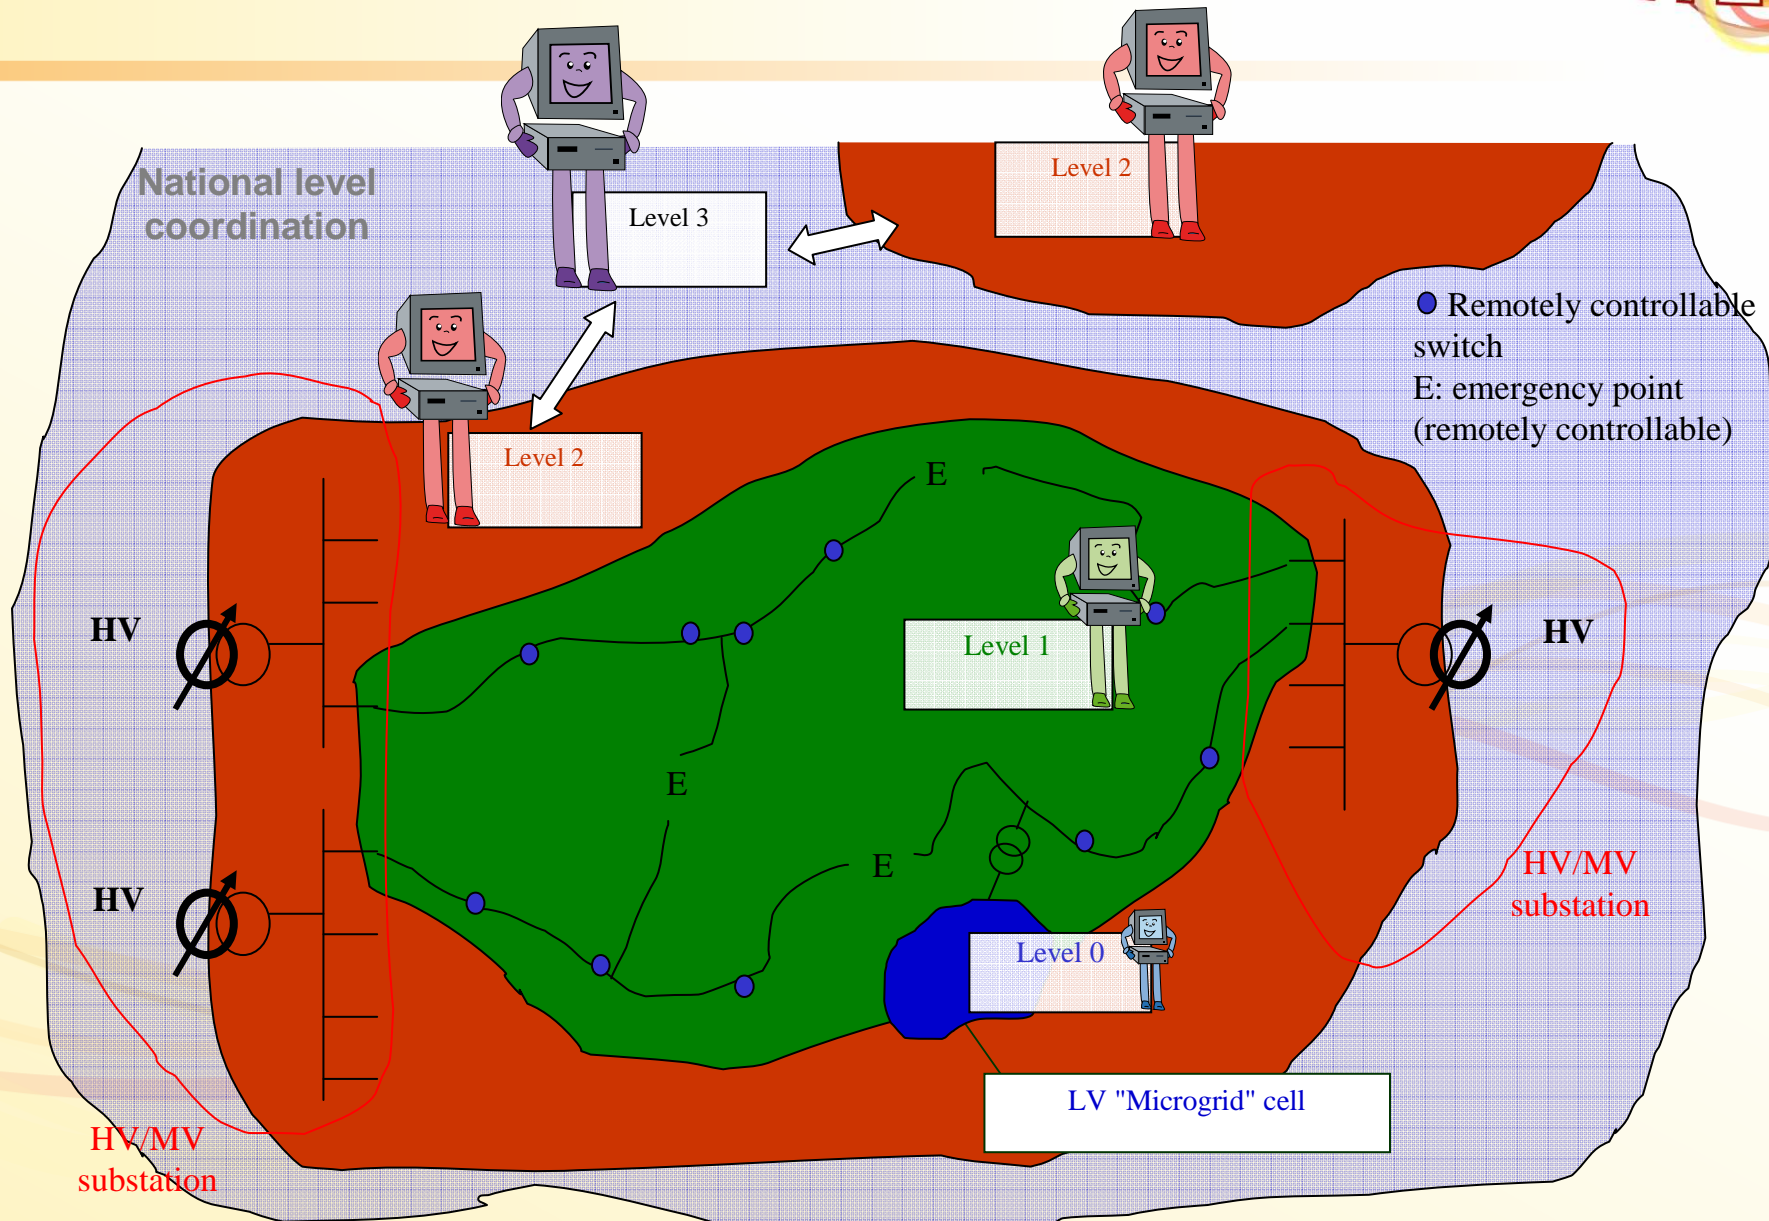 National level
coordination
Level 3
Level 2
Remotely controllable
switch
E: emergency point
(remotely controllable)
Level 2
E
HV
Level 1
HV
E
E
HV
HV/MV
substation
Level 0
LV "Microgrid" cell
HV/MV
substation